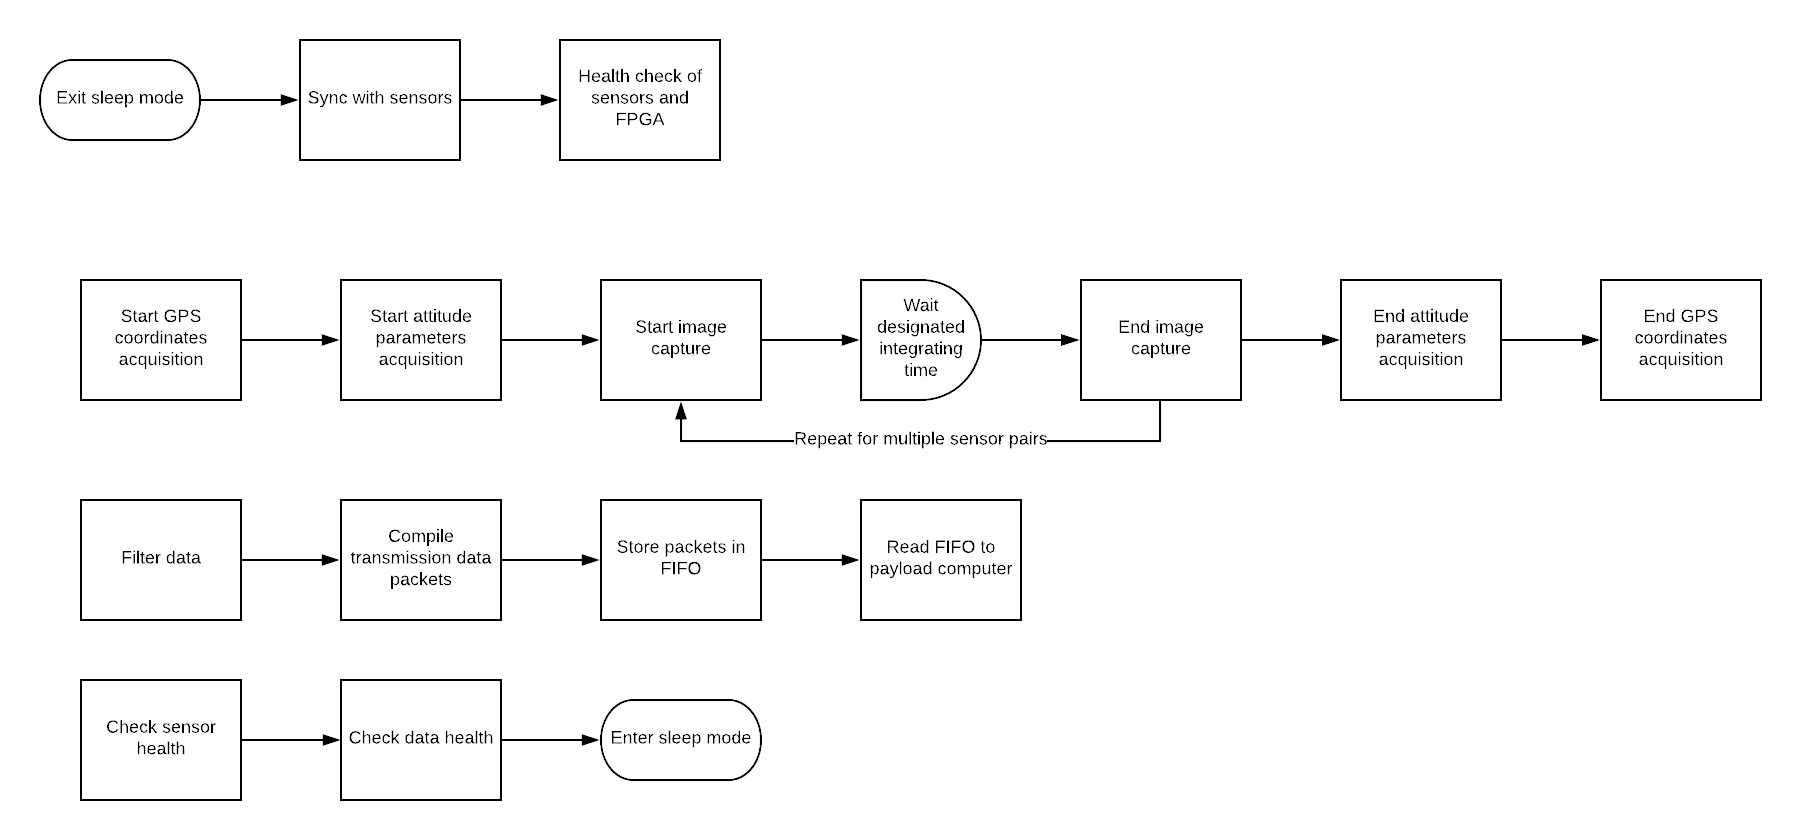 Exit sleep mode
Sync with sensors
Health check of
sensors and
FPGA
Start GPS
coordinates
acquisition
Start attitude
parameters
acquisition
Start image
capture
Wait
designated
integrating
time
End image
capture
End attitude
parameters
acquisition
End GPS
coordinates
acquisition
Repeat for multiple sensor pairs
Filter data
Compile
transmission data
packets
Store packets in
FIFO
Read FIFO to
payload computer
Check sensor
health
Check data health
Enter sleep mode